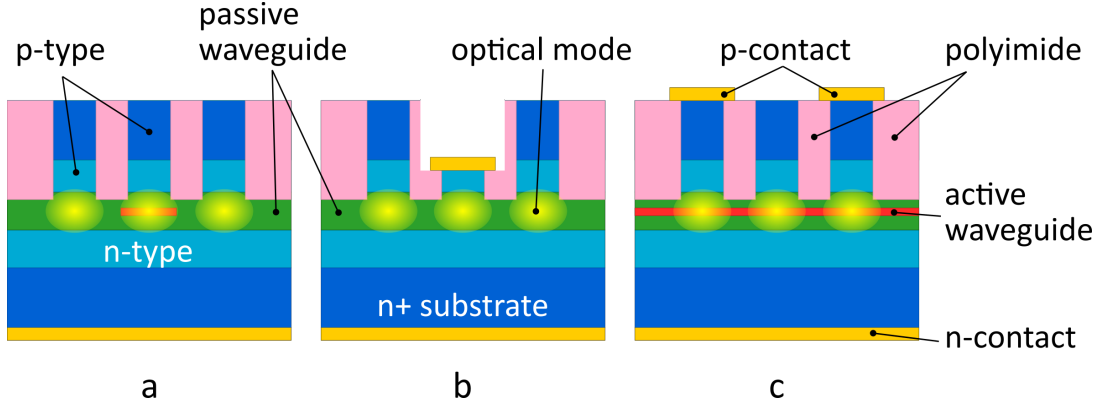 passive
waveguide
p-type
optical mode
p-contact
polyimide
active
waveguide
n-type
n+ substrate
n-contact
a
b
c